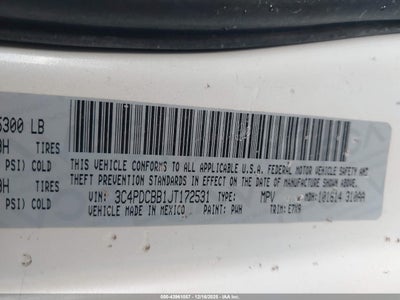 5300 LB
TIRES
PSI) COLD
TIRES
PSI) COLD
THIS VEHICLE CONFORMS TO ALL APPLICABLE U.S.A. FEDERAL MOTOR VEHICLE SAFETY AND
THEFT PREVENTION STANDARDS IN EFFECT ON THE DATE OF MANUFACTURE SHOWN ABOVE.
VIN: 3C4PDCBB1JT172531 TYPE: MPV
VEHICLE MADE IN MEXICO PAINT: PWH TRIM: